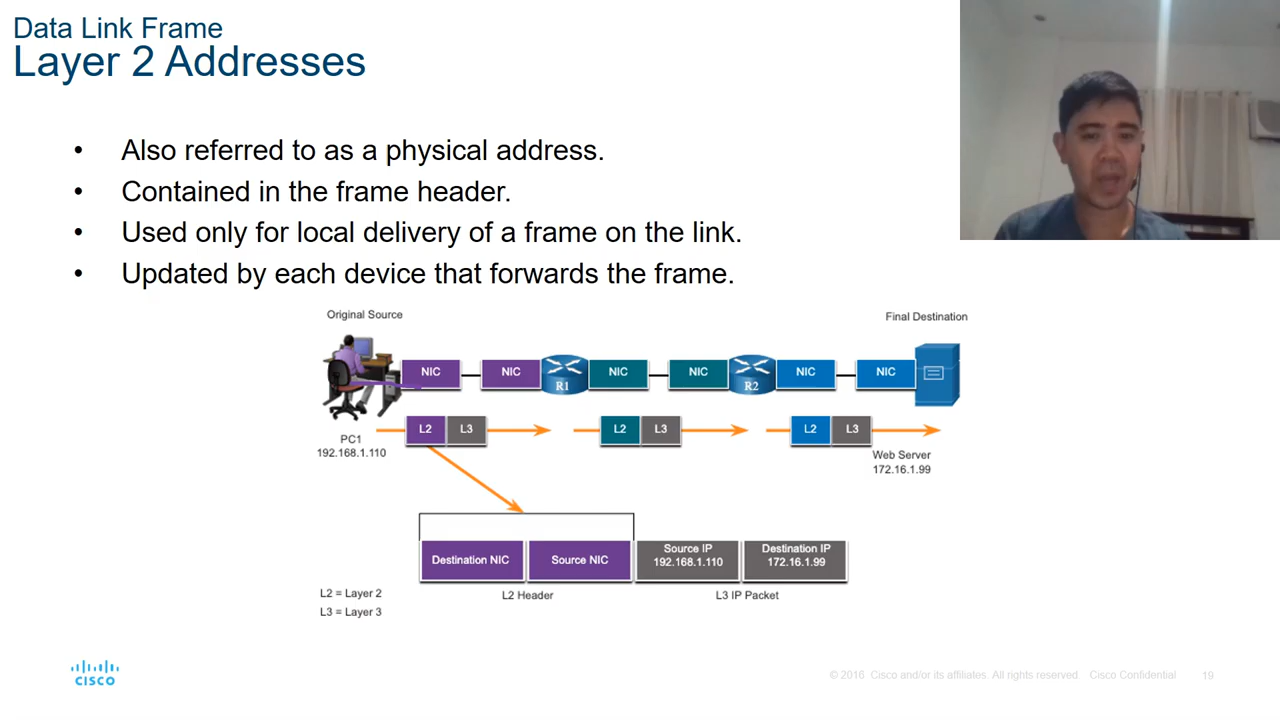 Data Link Frame
Layer 2 Addresses
• Also referred to as a physical address.
• Contained in the frame header.
• Used only for local delivery of a frame on the link.
• Updated by each device that forwards the frame.
Original Source
Final Destination
NIC NIC R1 NIC NIC R2 NIC NIC
L2 L3 L2 L3 L2 L3
PC1
192.168.1.110
Web Server
172.16.1.99
Destination NIC Source NIC Source IP
192.168.1.110 Destination IP
172.16.1.99
L2 = Layer 2
L3 = Layer 3
L2 Header
L3 IP Packet
CISCO
© 2016 Cisco and/or its affiliates. All rights reserved. Cisco Confidential 19